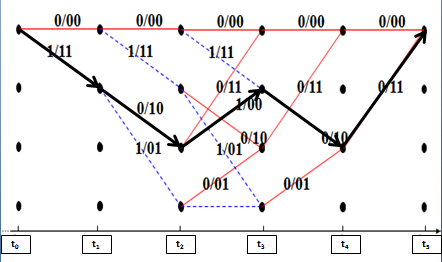 0/00 0/00 0/00 0/00 0/00
1/11 1/11 1/11
0/10 0/11 1/00 0/11 0/11
1/01 1/01 0/10 0/10
0/01 0/01
t₀ t₁ t₂ t₃ t₄ t₅